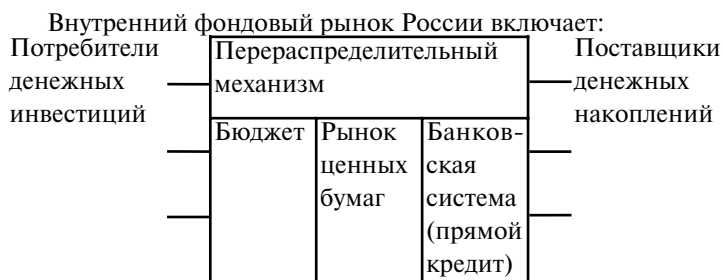 Внутренний фондовый рынок России включает:
Потребители
денежных
инвестиций
Перераспределительный
механизм
Поставщики
денежных
накоплений
Бюджет
Рынок
ценных
бумаг
Банков-
ская
система
(прямой
кредит)